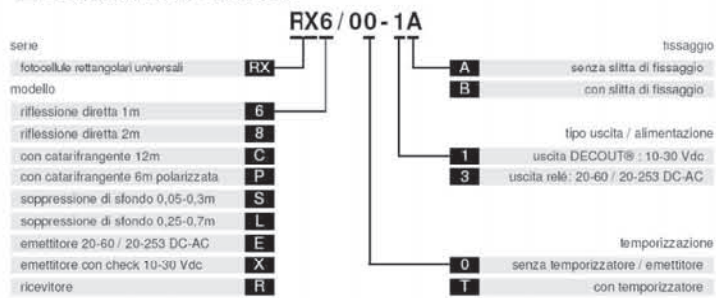 RX6/00-1A
serie
fotocellule rettangolari universali RX
modello
riflessione diretta 1m 6
riflessione diretta 2m 8
con catarifrangente 12m C
con catarifrangente 6m polarizzata P
soppressione di sfondo 0,05-0,3m S
soppressione di sfondo 0,25-0,7m L
emettitore 20-60 / 20-253 DC-AC E
emettitore con check 10-30 Vdc X
ricevitore R
fissaggio
A senza slitta di fissaggio
B con slitta di fissaggio
tipo uscita / alimentazione
1 uscita DECOUT® : 10-30 Vdc
3 uscita relé: 20-60 / 20-253 DC-AC
temporizzazione
0 senza temporizzatore / emettitore
T con temporizzatore